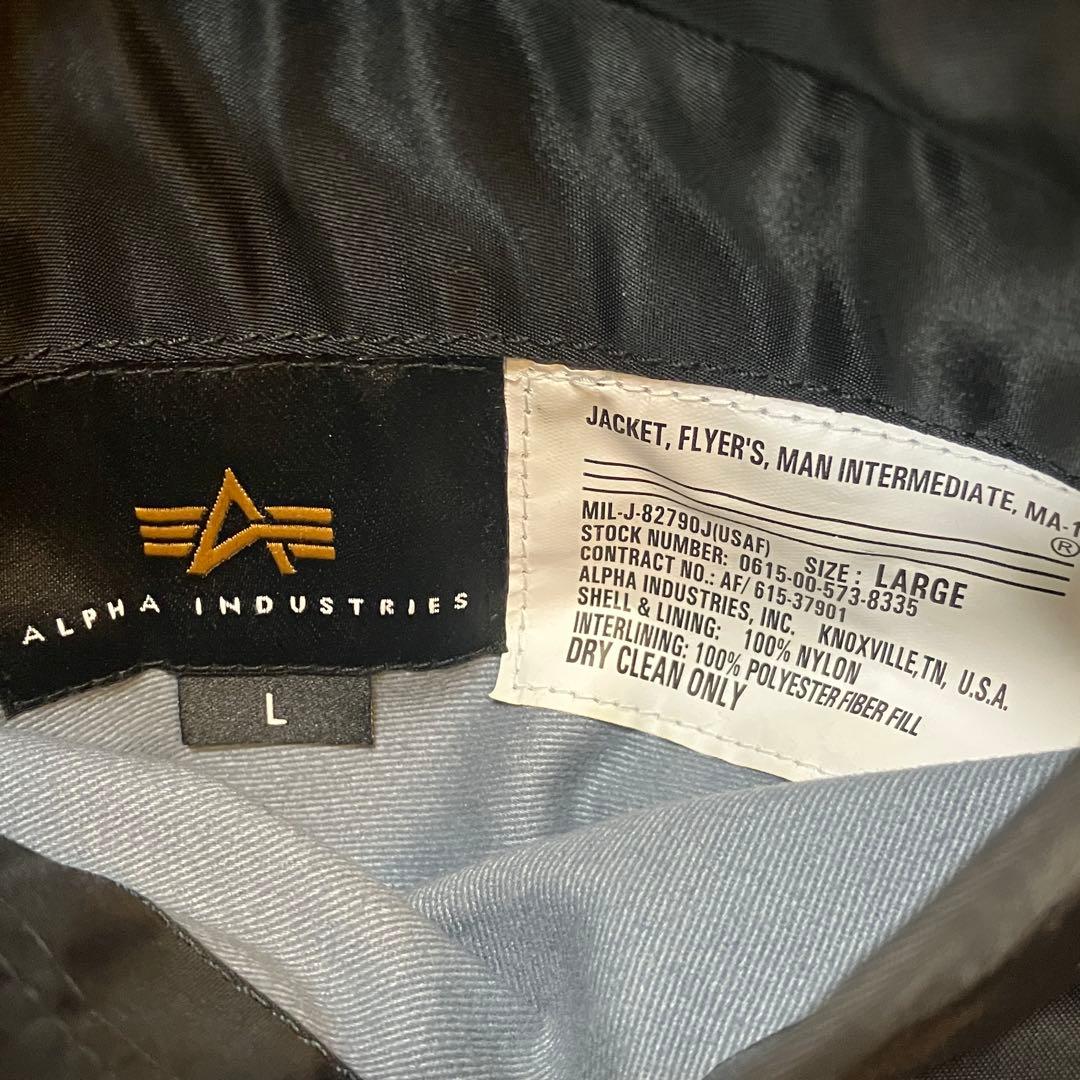 ALPHA INDUSTRIES
L
JACKET, FLYER'S, MAN INTERMEDIATE, MA-1
®
MIL-J-82790J(USAF) SIZE: LARGE
STOCK NUMBER: 0615-00-573-8335
CONTRACT NO.: AF/ 615-37901
ALPHA INDUSTRIES, INC. KNOXVILLE,TN, U.S.A.
SHELL & LINING: 100% NYLON
INTERLINING: 100% POLYESTER FIBER FILL
DRY CLEAN ONLY